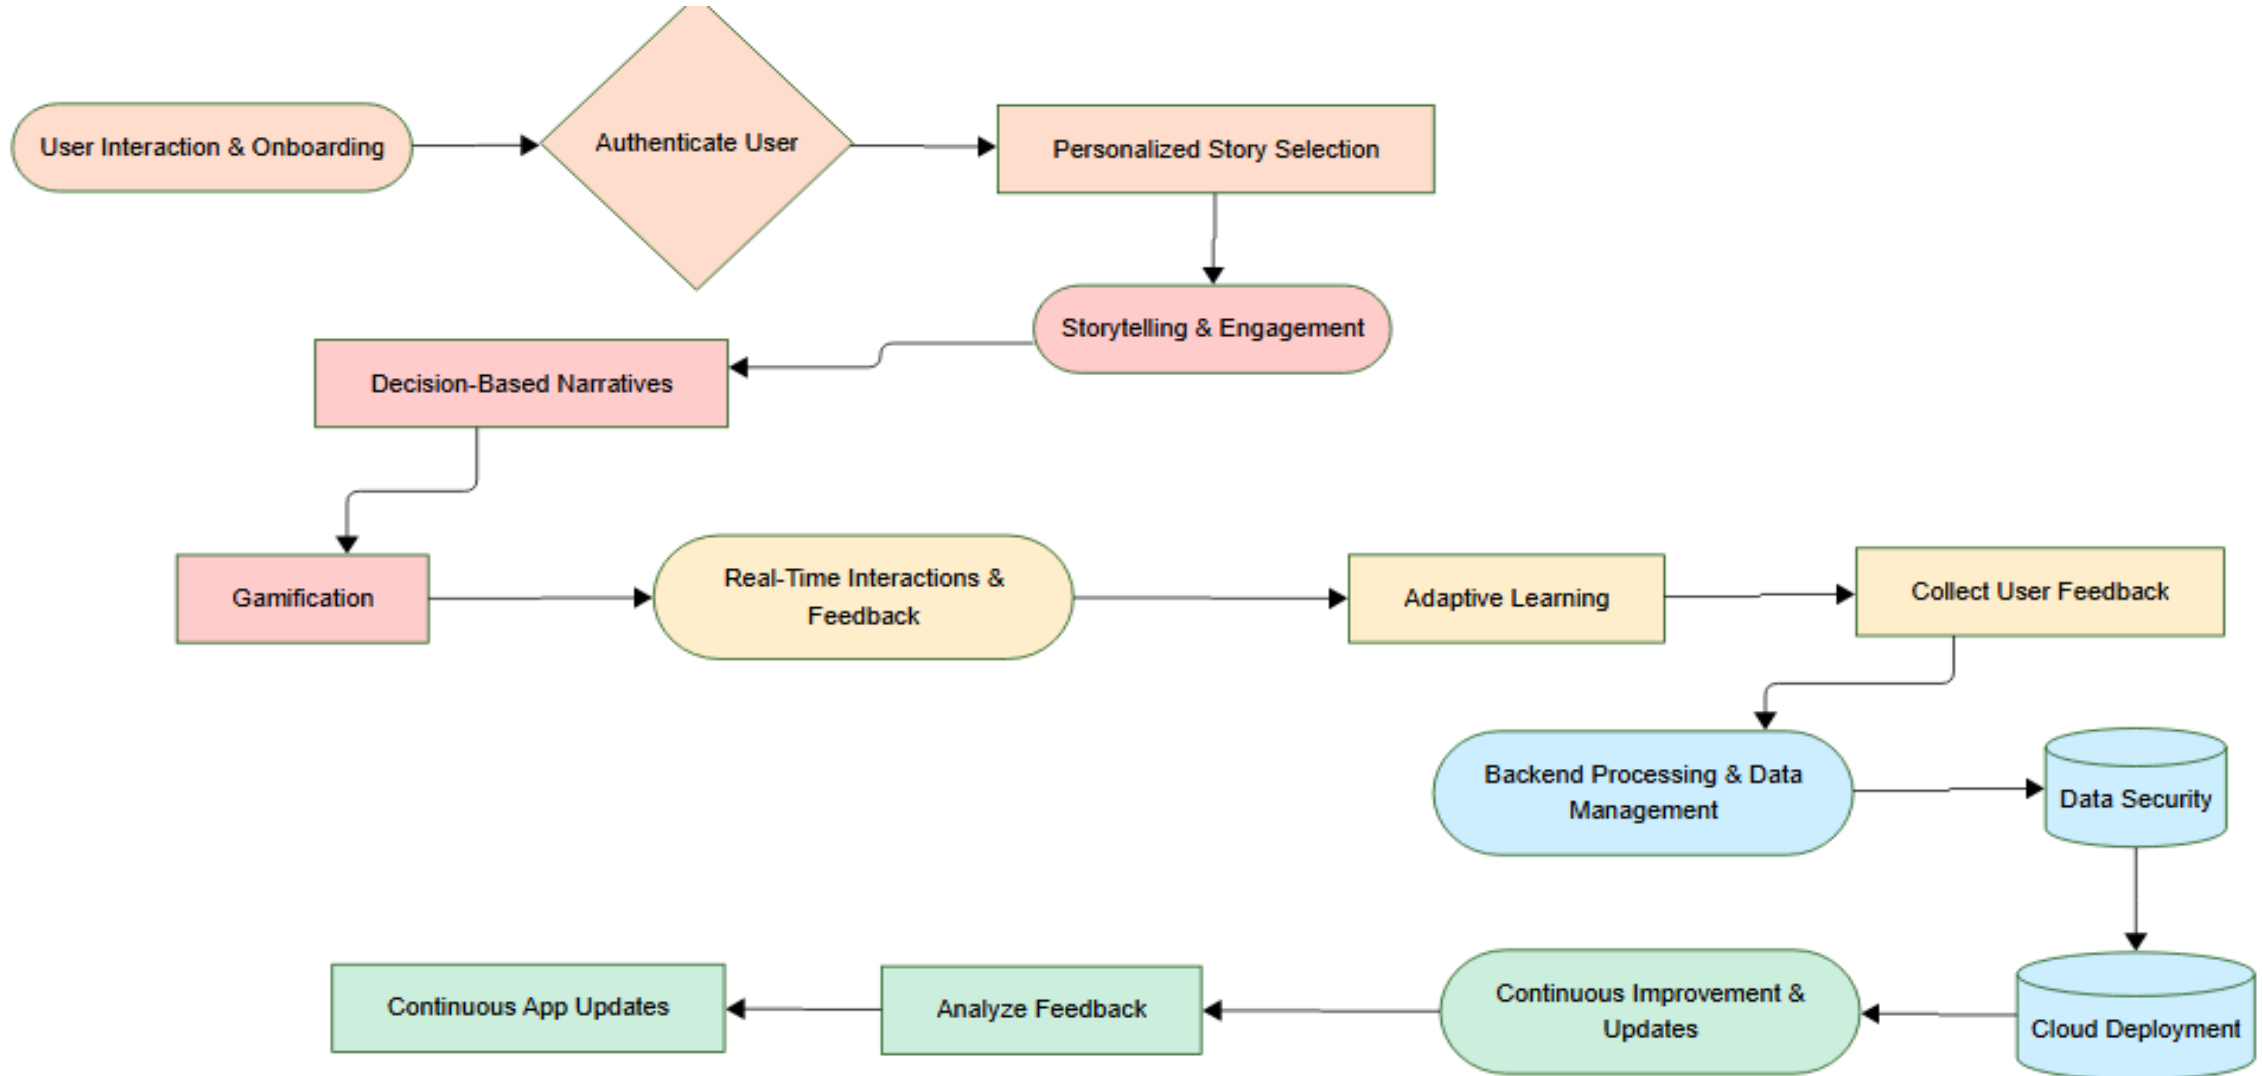 User Interaction & Onboarding
Authenticate User
Personalized Story Selection
Storytelling & Engagement
Decision-Based Narratives
Gamification
Real-Time Interactions &
Feedback
Adaptive Learning
Collect User Feedback
Backend Processing & Data
Management
Data Security
Cloud Deployment
Continuous Improvement &
Updates
Analyze Feedback
Continuous App Updates